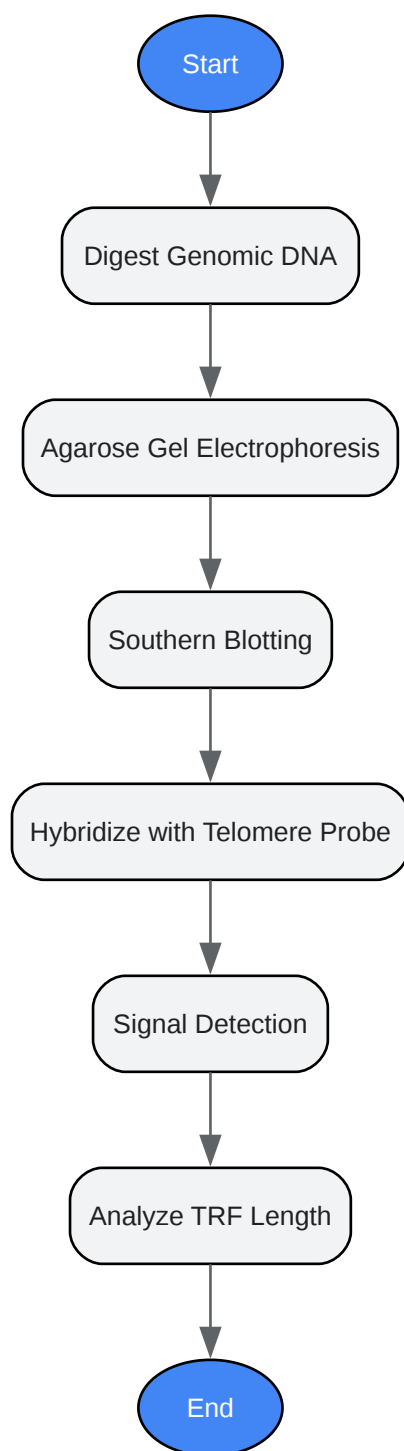 Start
Digest Genomic DNA
Agarose Gel Electrophoresis
Southern Blotting
Hybridize with Telomere Probe
Signal Detection
Analyze TRF Length
End